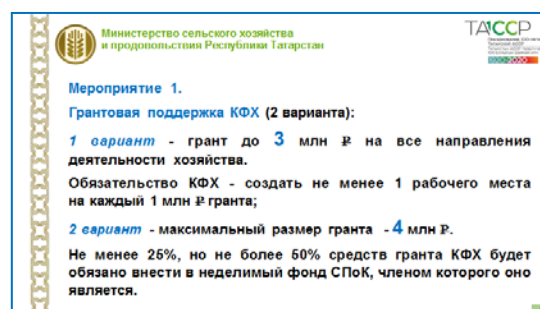 Министерство сельского хозяйства
и продовольствия Республики Татарстан
ТАССР
1920-2020
Мероприятие 1.
Грантовая поддержка КФХ (2 варианта):
1 вариант - грант до 3 млн ₽ на все направления
деятельности хозяйства.
Обязательство КФХ - создать не менее 1 рабочего места
на каждый 1 млн ₽ гранта;
2 вариант - максимальный размер гранта - 4 млн ₽.
Не менее 25%, но не более 50% средств гранта КФХ будет
обязано внести в неделимый фонд СПоК, членом которого оно
является.